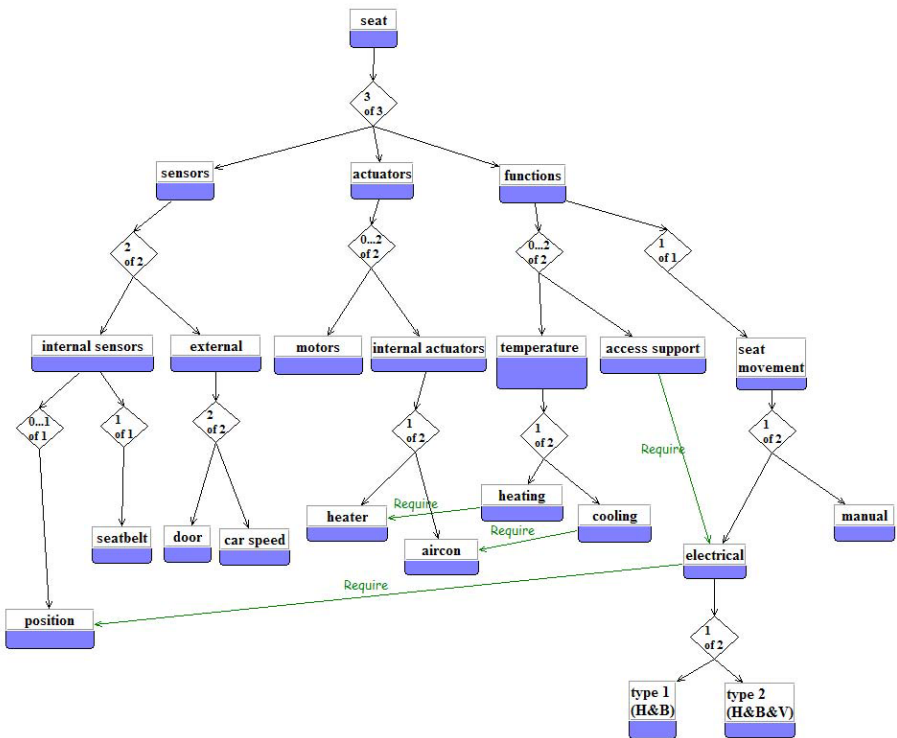 seat
3
of 3
sensors
actuators
functions
2
of 2
0...2
of 2
0...2
of 2
1
of 1
internal sensors
external
motors
internal actuators
temperature
access support
seat
movement
0...1
of 1
1
of 1
2
of 2
1
of 2
1
of 2
1
of 2
Require
heating
Require
heater
cooling
manual
seatbelt
door
car speed
Require
aircon
electrical
Require
position
1
of 2
type 1
(H&B)
type 2
(H&B&V)